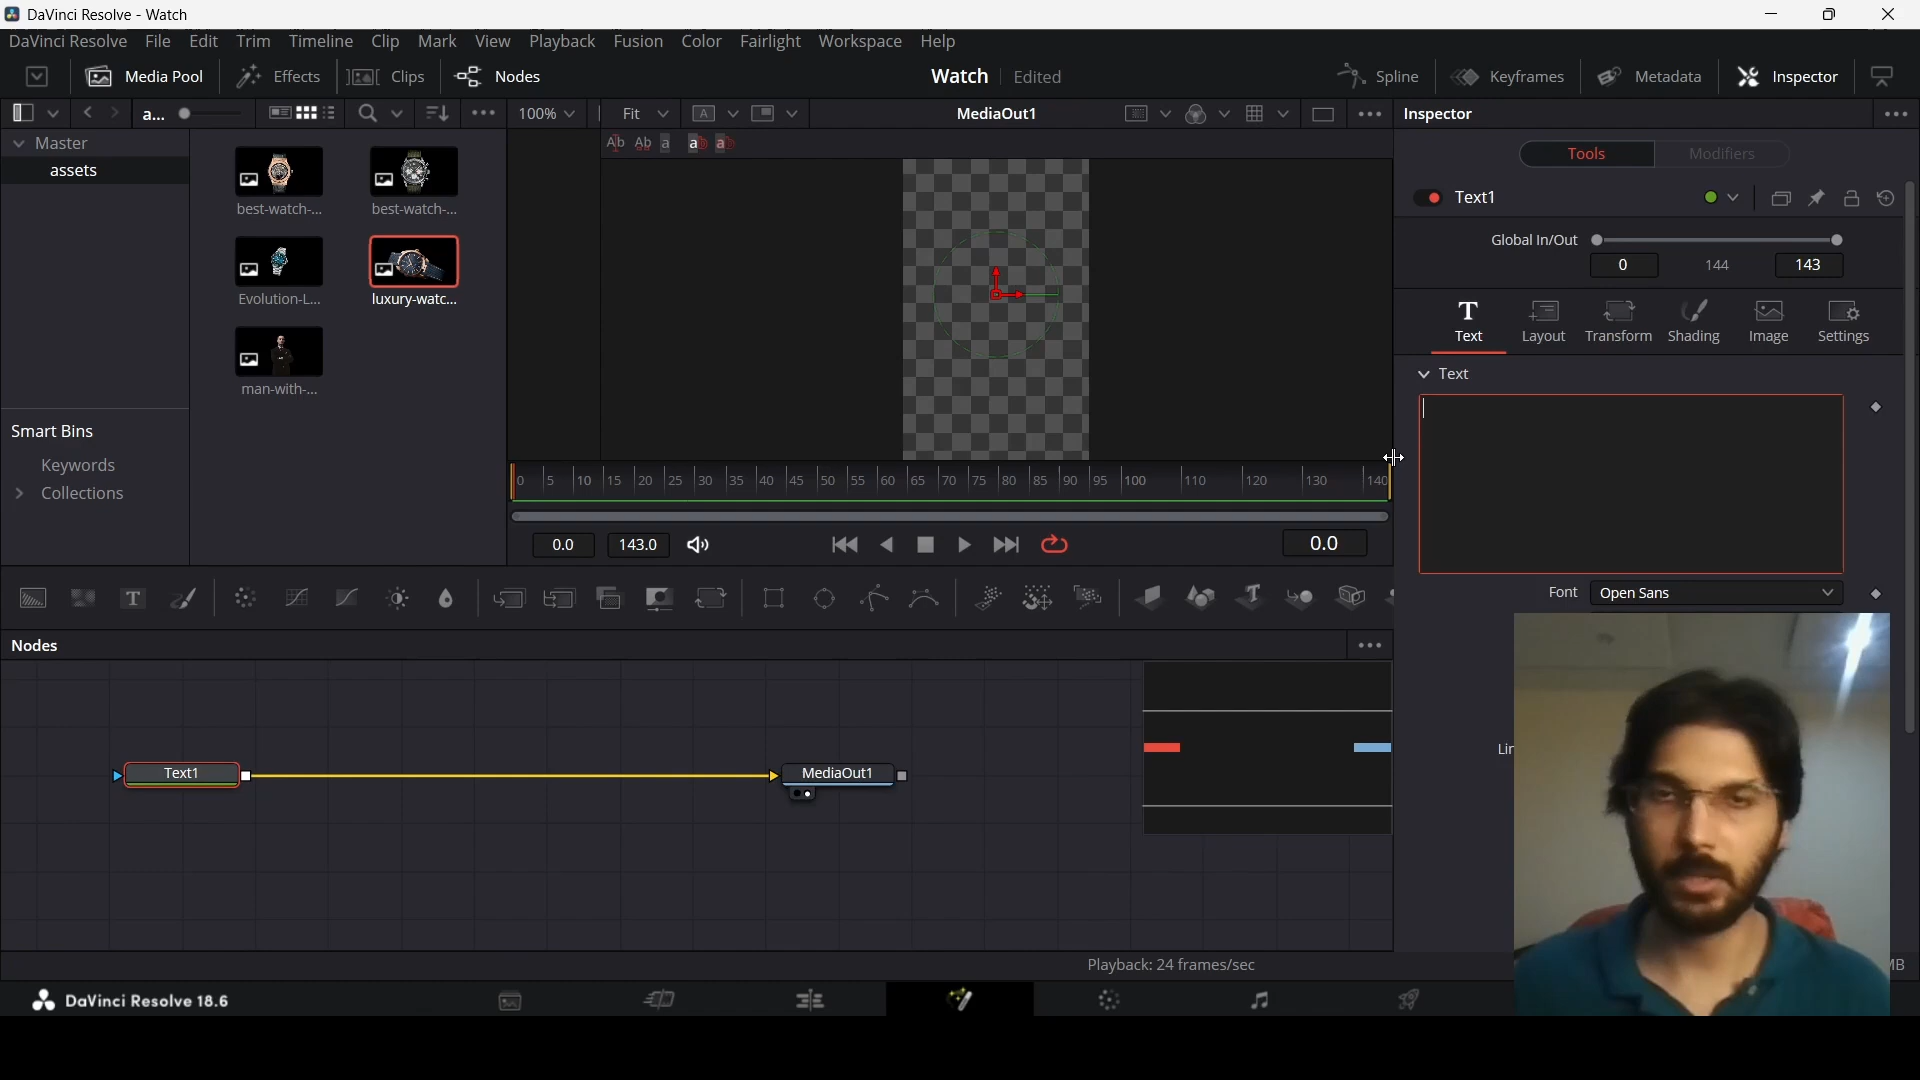 DaVinci Resolve - Watch
DaVinci Resolve File Edit Trim Timeline Clip Mark View Playback Fusion Color Fairlight Workspace Help
Media Pool Effects Clips Nodes Watch Edited Spline Keyframes Metadata Inspector
a... 100% Fit A MediaOut1 Inspector
Master
assets
best-watch-... best-watch-...
Evolution-L... luxury-watc...
man-with-...
Smart Bins
Keywords
Collections
Tools Modifiers
Text1
Global In/Out
0 144 143
Text Layout Transform Shading Image Settings
Text
0 5 10 15 20 25 30 35 40 45 50 55 60 65 70 75 80 85 90 95 100 110 120 130 140
0.0 143.0 0.0
Font Open Sans
Nodes
Text1 MediaOut1
Lin
Playback: 24 frames/sec
MB
DaVinci Resolve 18.6